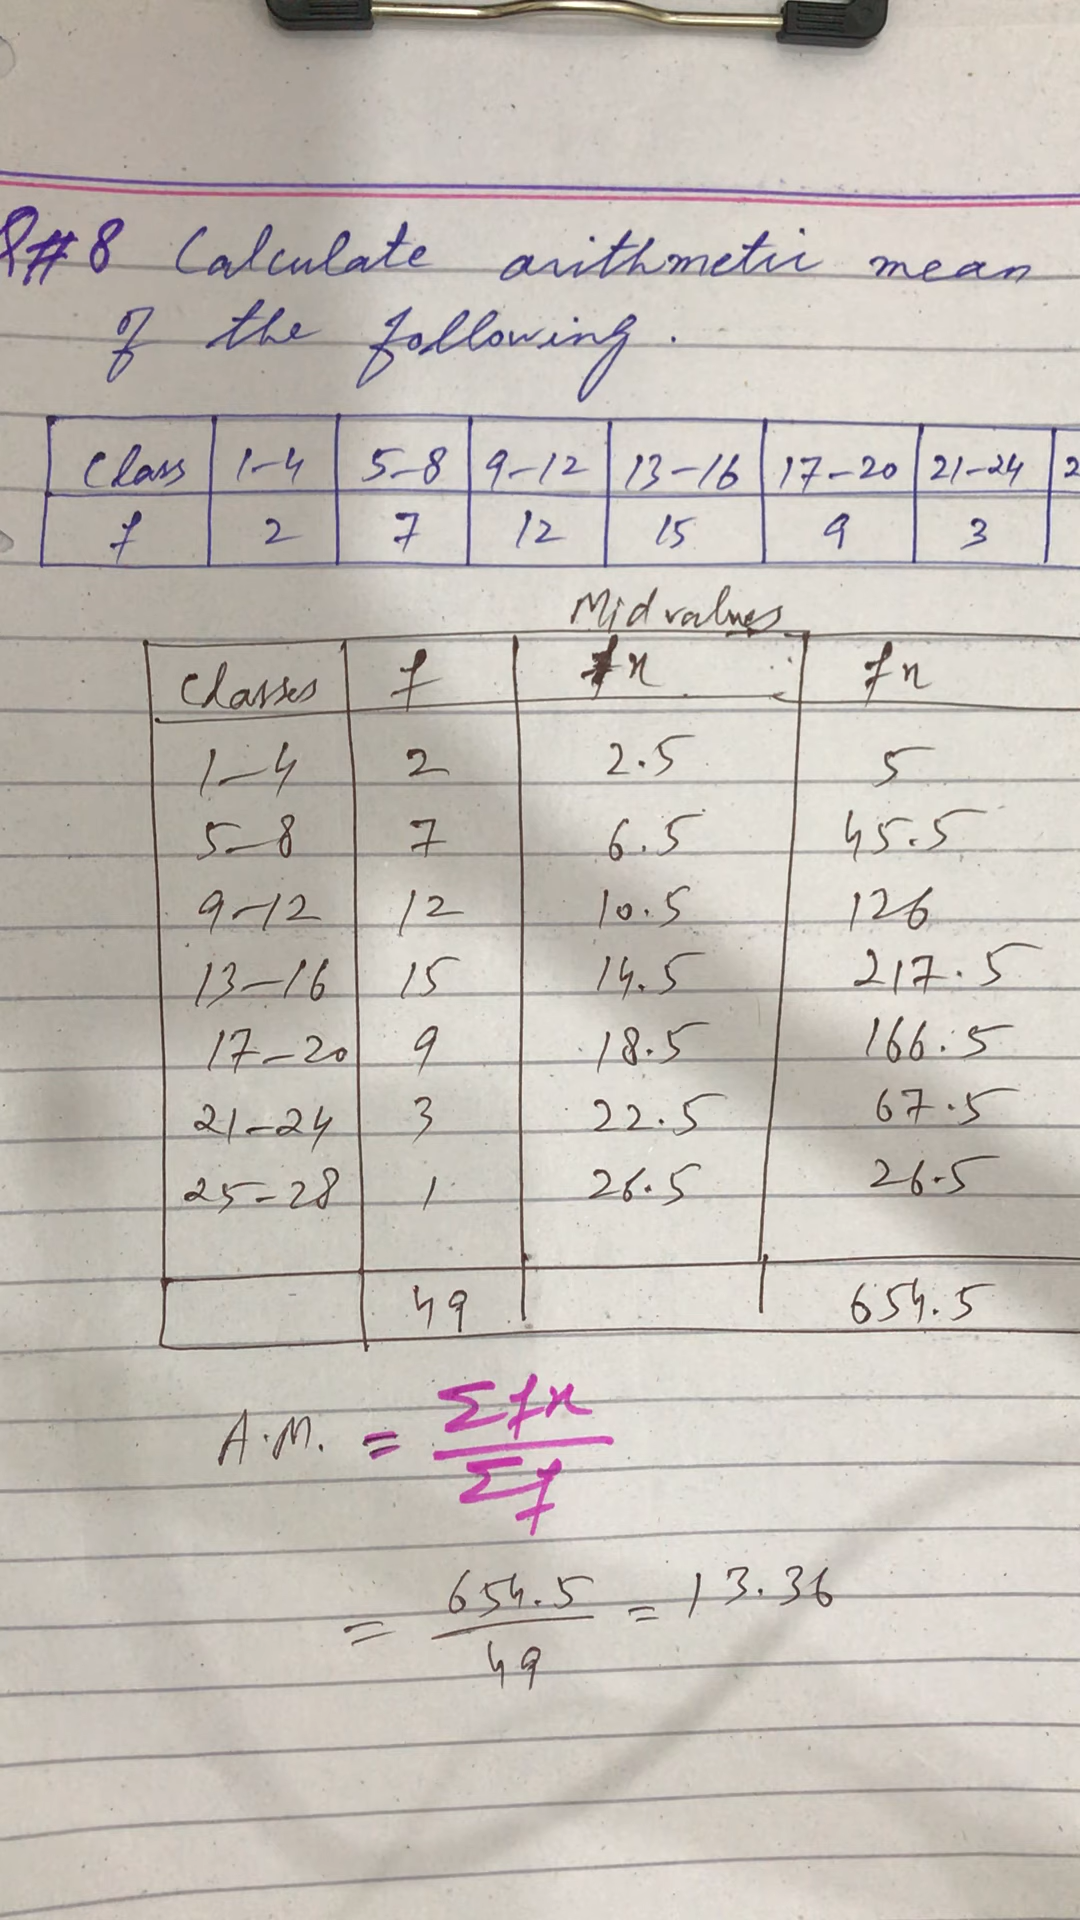 Q#8 Calculate arithmetic mean
of the following.
Class 1-4 5-8 9-12 13-16 17-20 21-24 2
f 2 7 12 15 9 3
Mid values
Classes f x fx
1-4 2 2.5 5
5-8 7 6.5 45.5
9-12 12 10.5 126
13-16 15 14.5 217.5
17-20 9 18.5 166.5
21-24 3 22.5 67.5
25-28 1 26.5 26.5
49 654.5
A.M. = Σfx
Σf
= 654.5 = 13.36
49